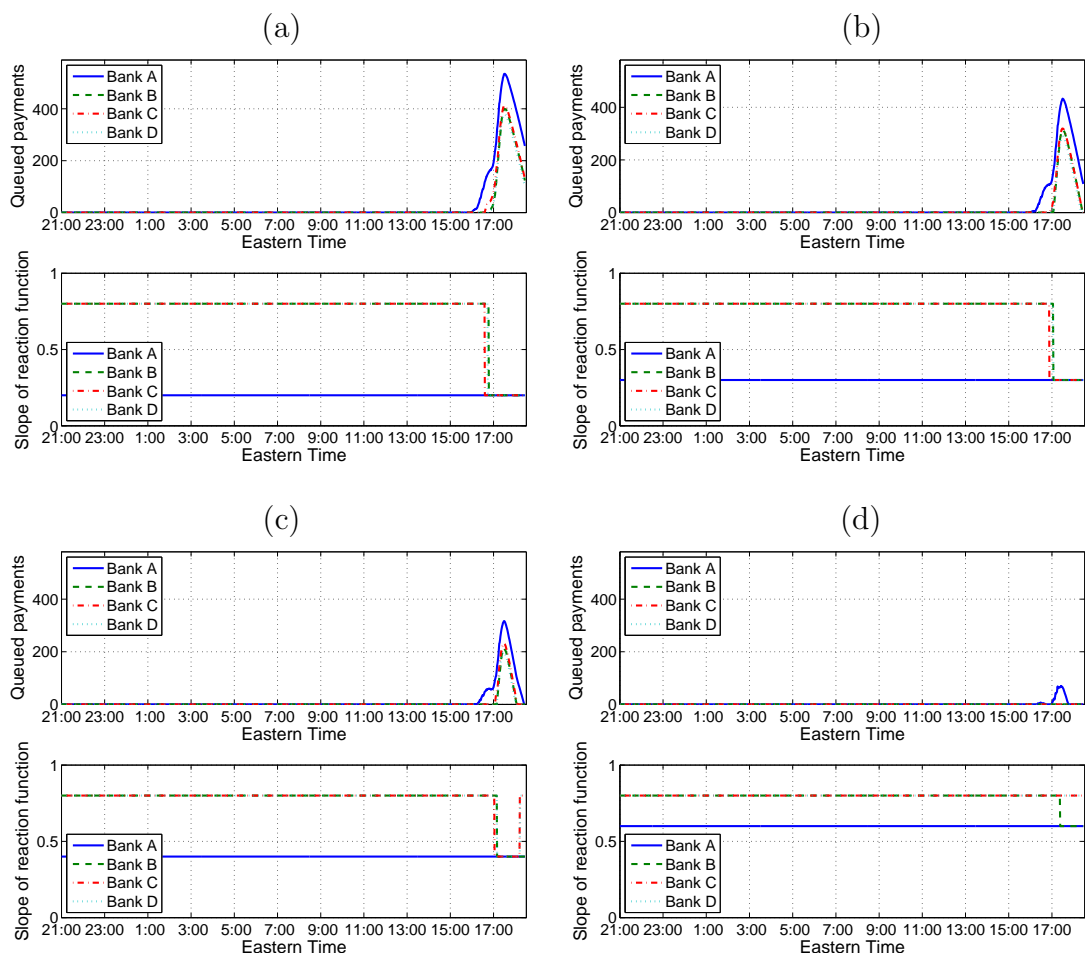 (a)
Queued payments
400
200
0
Bank A
Bank B
Bank C
Bank D
21:00 23:00 1:00 3:00 5:00 7:00 9:00 11:00 13:00 15:00 17:00
Eastern Time
Slope of reaction function
1
0.5
0
Bank A
Bank B
Bank C
Bank D
21:00 23:00 1:00 3:00 5:00 7:00 9:00 11:00 13:00 15:00 17:00
Eastern Time
(b)
Queued payments
400
200
0
Bank A
Bank B
Bank C
Bank D
21:00 23:00 1:00 3:00 5:00 7:00 9:00 11:00 13:00 15:00 17:00
Eastern Time
Slope of reaction function
1
0.5
0
Bank A
Bank B
Bank C
Bank D
21:00 23:00 1:00 3:00 5:00 7:00 9:00 11:00 13:00 15:00 17:00
Eastern Time
(c)
Queued payments
400
200
0
Bank A
Bank B
Bank C
Bank D
21:00 23:00 1:00 3:00 5:00 7:00 9:00 11:00 13:00 15:00 17:00
Eastern Time
Slope of reaction function
1
0.5
0
Bank A
Bank B
Bank C
Bank D
21:00 23:00 1:00 3:00 5:00 7:00 9:00 11:00 13:00 15:00 17:00
Eastern Time
(d)
Queued payments
400
200
0
Bank A
Bank B
Bank C
Bank D
21:00 23:00 1:00 3:00 5:00 7:00 9:00 11:00 13:00 15:00 17:00
Eastern Time
Slope of reaction function
1
0.5
0
Bank A
Bank B
Bank C
Bank D
21:00 23:00 1:00 3:00 5:00 7:00 9:00 11:00 13:00 15:00 17:00
Eastern Time